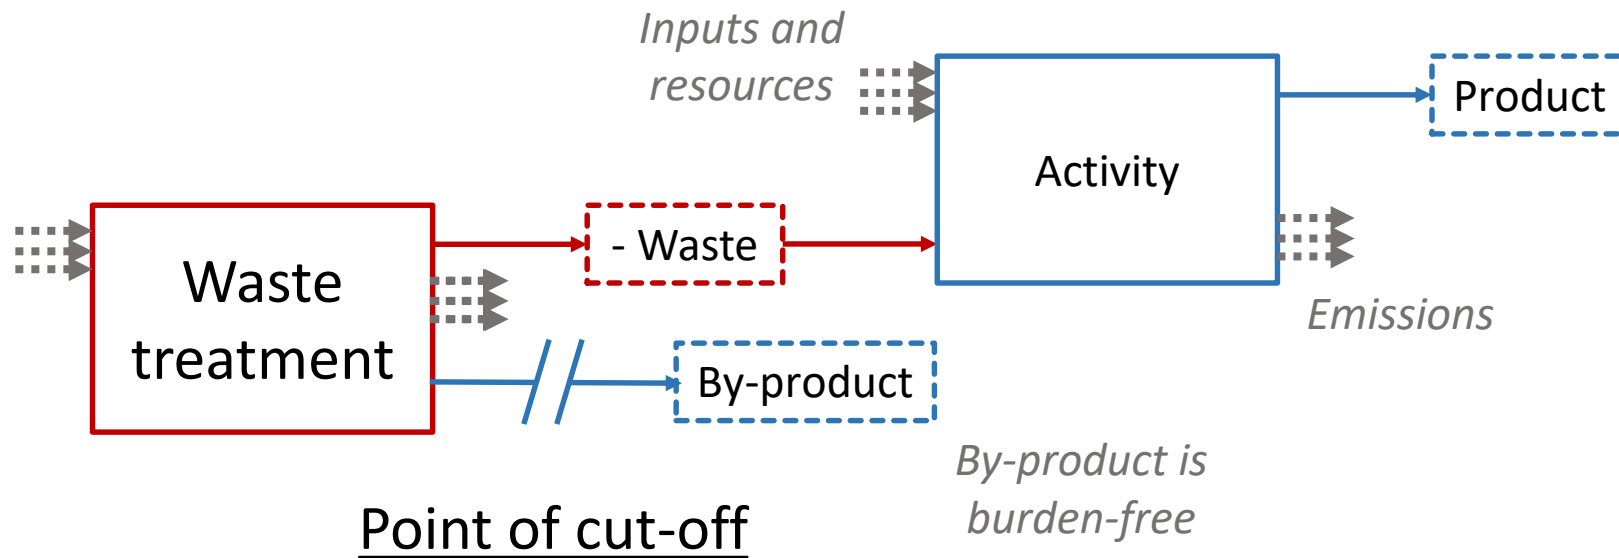 Inputs and
resources
Product
Activity
- Waste
Waste
treatment
Emissions
By-product
By-product is
burden-free
Point of cut-off